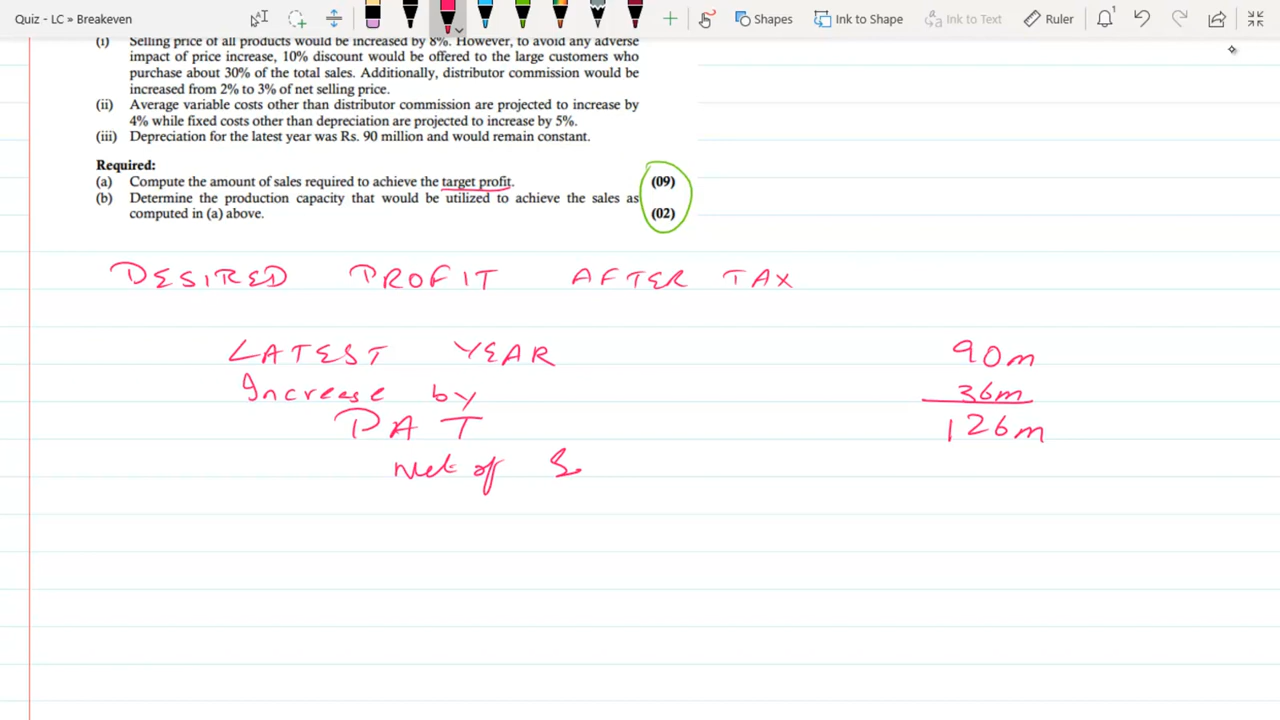 Quiz - LC » Breakeven
Shapes
Ink to Shape
Ink to Text
Ruler
(i) Selling price of all products would be increased by 8%. However, to avoid any adverse
impact of price increase, 10% discount would be offered to the large customers who
purchase about 30% of the total sales. Additionally, distributor commission would be
increased from 2% to 3% of net selling price.
(ii) Average variable costs other than distributor commission are projected to increase by
4% while fixed costs other than depreciation are projected to increase by 5%.
(iii) Depreciation for the latest year was Rs. 90 million and would remain constant.
Required:
(a) Compute the amount of sales required to achieve the target profit. (09)
(b) Determine the production capacity that would be utilized to achieve the sales as
computed in (a) above. (02)
DESIRED PROFIT AFTER TAX
LATEST YEAR 90m
Increase by 36m
PAT 126m
Net of